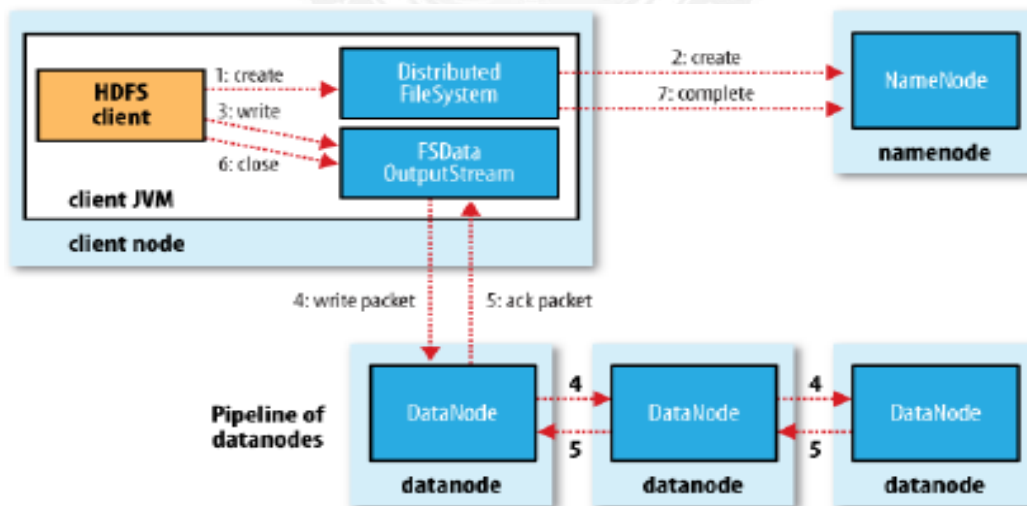 1: create
Distributed
FileSystem
2: create
NameNode
HDFS
client
3: write
7: complete
6: close
FSData
OutputStream
namenode
client JVM
client node
4: write packet
5: ack packet
Pipeline of
datanodes
DataNode
4
DataNode
4
DataNode
5
5
datanode
datanode
datanode